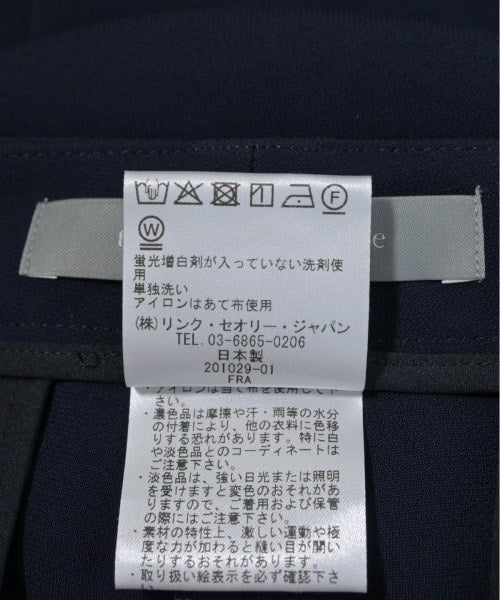 F
W
蛍光増白剤が入っていない洗剤使
用
単独洗い
アイロンはあて布使用
(株)リンク・セオリー・ジャパン
TEL. 03-6865-0206
日本製
201029-01
FRA
・アイロンは当て布を使用して下
さい。
・濃色品は摩擦や汗・雨等の水分
の付着により、他の衣料に色移
りする恐れがあります。特に白
や淡色品とのコーディネートは
ご注意下さい。
・淡色品は、強い日光または照明
を受けますと変色のおそれがあ
りますので、ご着用および保管
の際にはご注意下さい。
・素材の特性上、激しい運動や極
度な力が加わると縫い目が開い
たりするおそれがあります。
・取り扱い絵表示を必ず確認下さ
い。